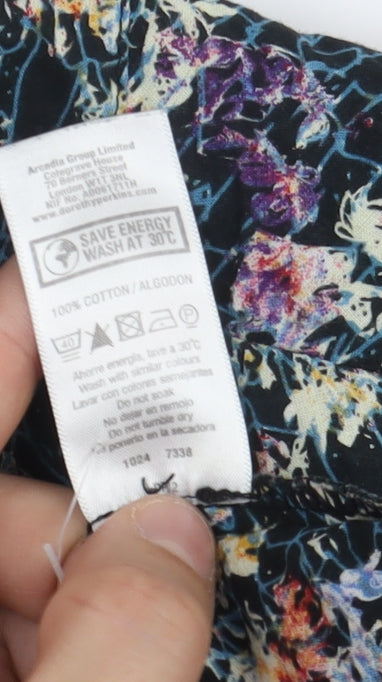 Arcadia Group Limited
Colegrave House
70 Berners Street
London W1T 3NL
www.dorothyperkins.com
SAVE ENERGY
WASH AT 30°C
100% COTTON / ALGODON
40 P
Ahorre energía, lave a 30°C
Wash with similar colours
Lavar con colores semejantes
Do not soak
No dejar en remojo
Do not tumble dry
ponerlo en la secadora
1024 7338